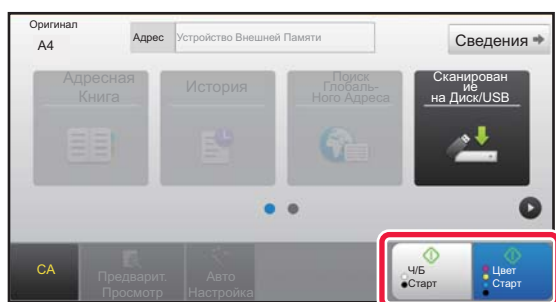 Оригинал
A4
Адрес
Устройство Внешней Памяти
Сведения
Адресная
Книга
История
Поиск
Глобаль-
Ного Адреса
Сканирован
ие
на Диск/USB
CA
Предварит.
Просмотр
Авто
Настройка
Ч/Б
Старт
Цвет
Старт